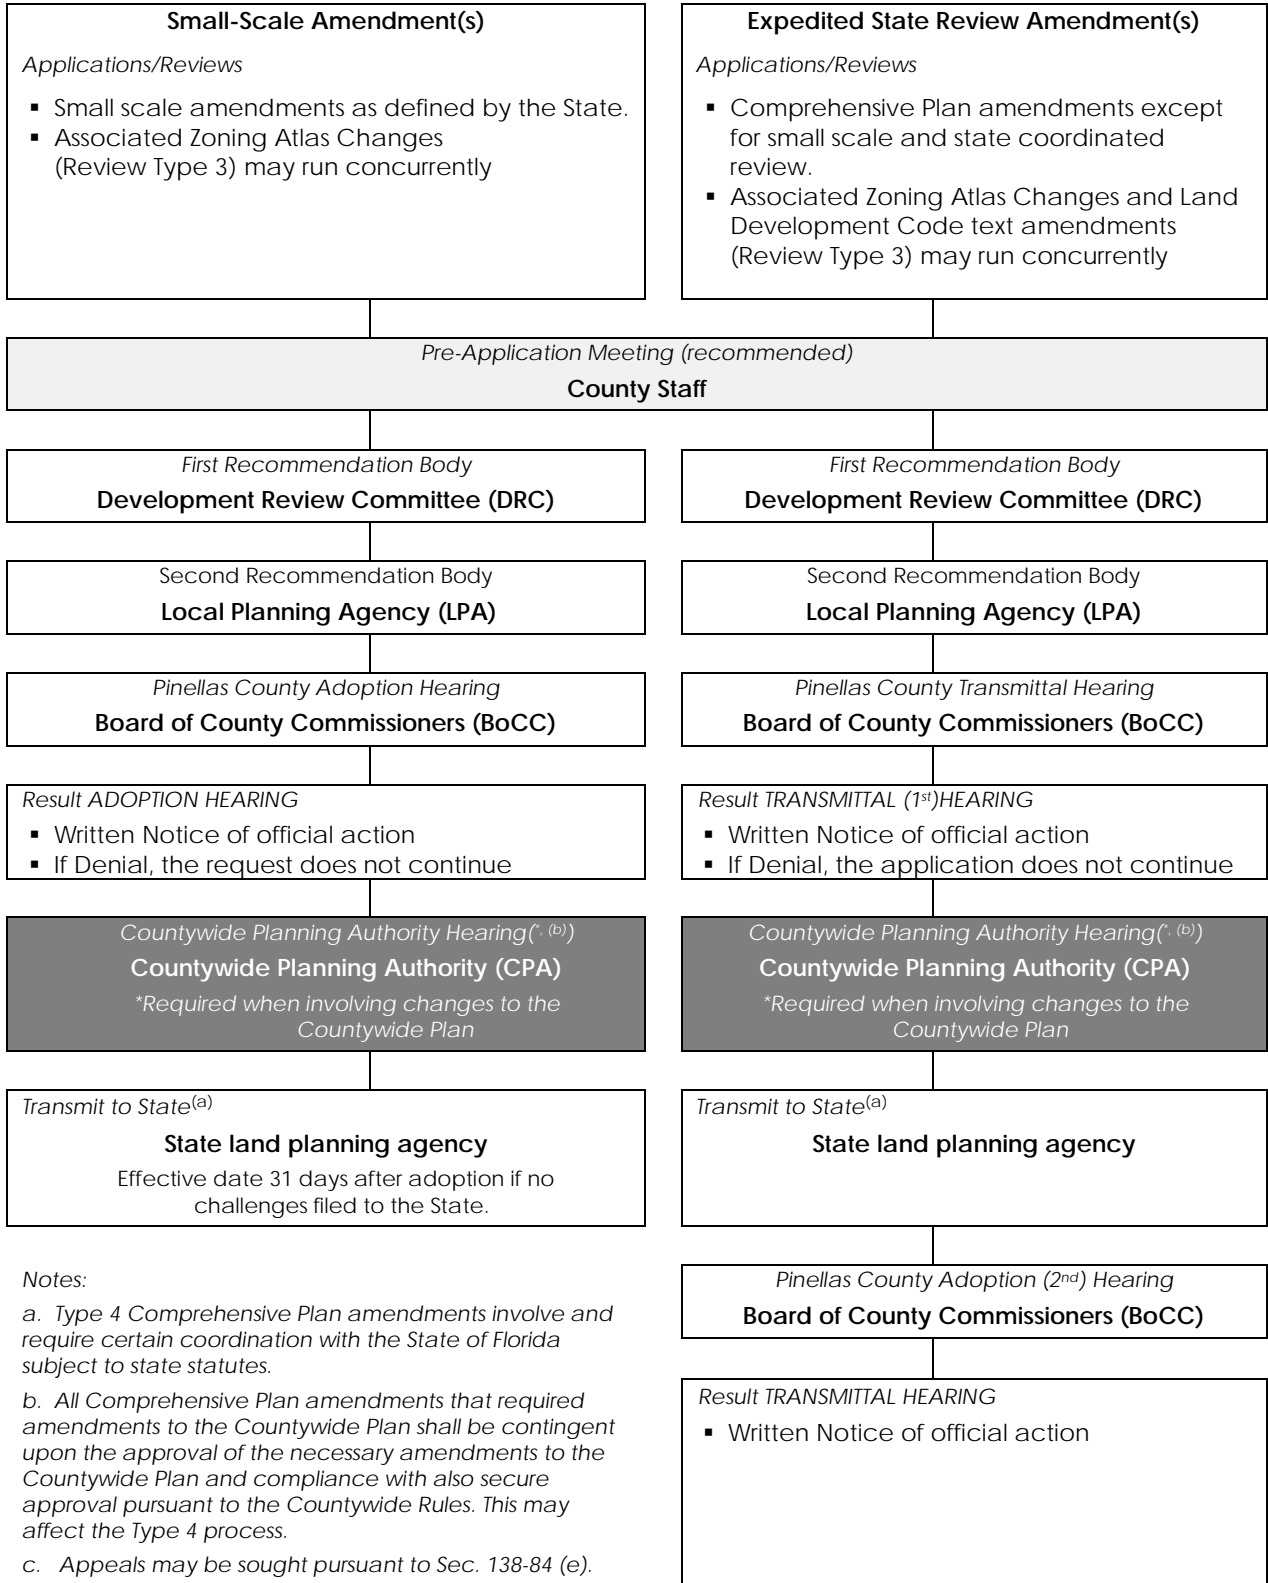 Small-Scale Amendment(s)
Applications/Reviews
▪ Small scale amendments as defined by the State.
▪ Associated Zoning Atlas Changes
(Review Type 3) may run concurrently
Expedited State Review Amendment(s)
Applications/Reviews
▪ Comprehensive Plan amendments except
for small scale and state coordinated
review.
▪ Associated Zoning Atlas Changes and Land
Development Code text amendments
(Review Type 3) may run concurrently
Pre-Application Meeting (recommended)
County Staff
First Recommendation Body
Development Review Committee (DRC)
First Recommendation Body
Development Review Committee (DRC)
Second Recommendation Body
Local Planning Agency (LPA)
Second Recommendation Body
Local Planning Agency (LPA)
Pinellas County Adoption Hearing
Board of County Commissioners (BoCC)
Pinellas County Transmittal Hearing
Board of County Commissioners (BoCC)
Result ADOPTION HEARING
▪ Written Notice of official action
▪ If Denial, the request does not continue
Result TRANSMITTAL (1st)HEARING
▪ Written Notice of official action
▪ If Denial, the application does not continue
Countywide Planning Authority Hearing(*, (b))
Countywide Planning Authority (CPA)
*Required when involving changes to the
Countywide Plan
Countywide Planning Authority Hearing(*, (b))
Countywide Planning Authority (CPA)
*Required when involving changes to the
Countywide Plan
Transmit to State(a)
State land planning agency
Effective date 31 days after adoption if no
challenges filed to the State.
Transmit to State(a)
State land planning agency
Notes:
a. Type 4 Comprehensive Plan amendments involve and
require certain coordination with the State of Florida
subject to state statutes.
b. All Comprehensive Plan amendments that required
amendments to the Countywide Plan shall be contingent
upon the approval of the necessary amendments to the
Countywide Plan and compliance with also secure
approval pursuant to the Countywide Rules. This may
affect the Type 4 process.
c. Appeals may be sought pursuant to Sec. 138-84 (e).
Pinellas County Adoption (2nd) Hearing
Board of County Commissioners (BoCC)
Result TRANSMITTAL HEARING
▪ Written Notice of official action